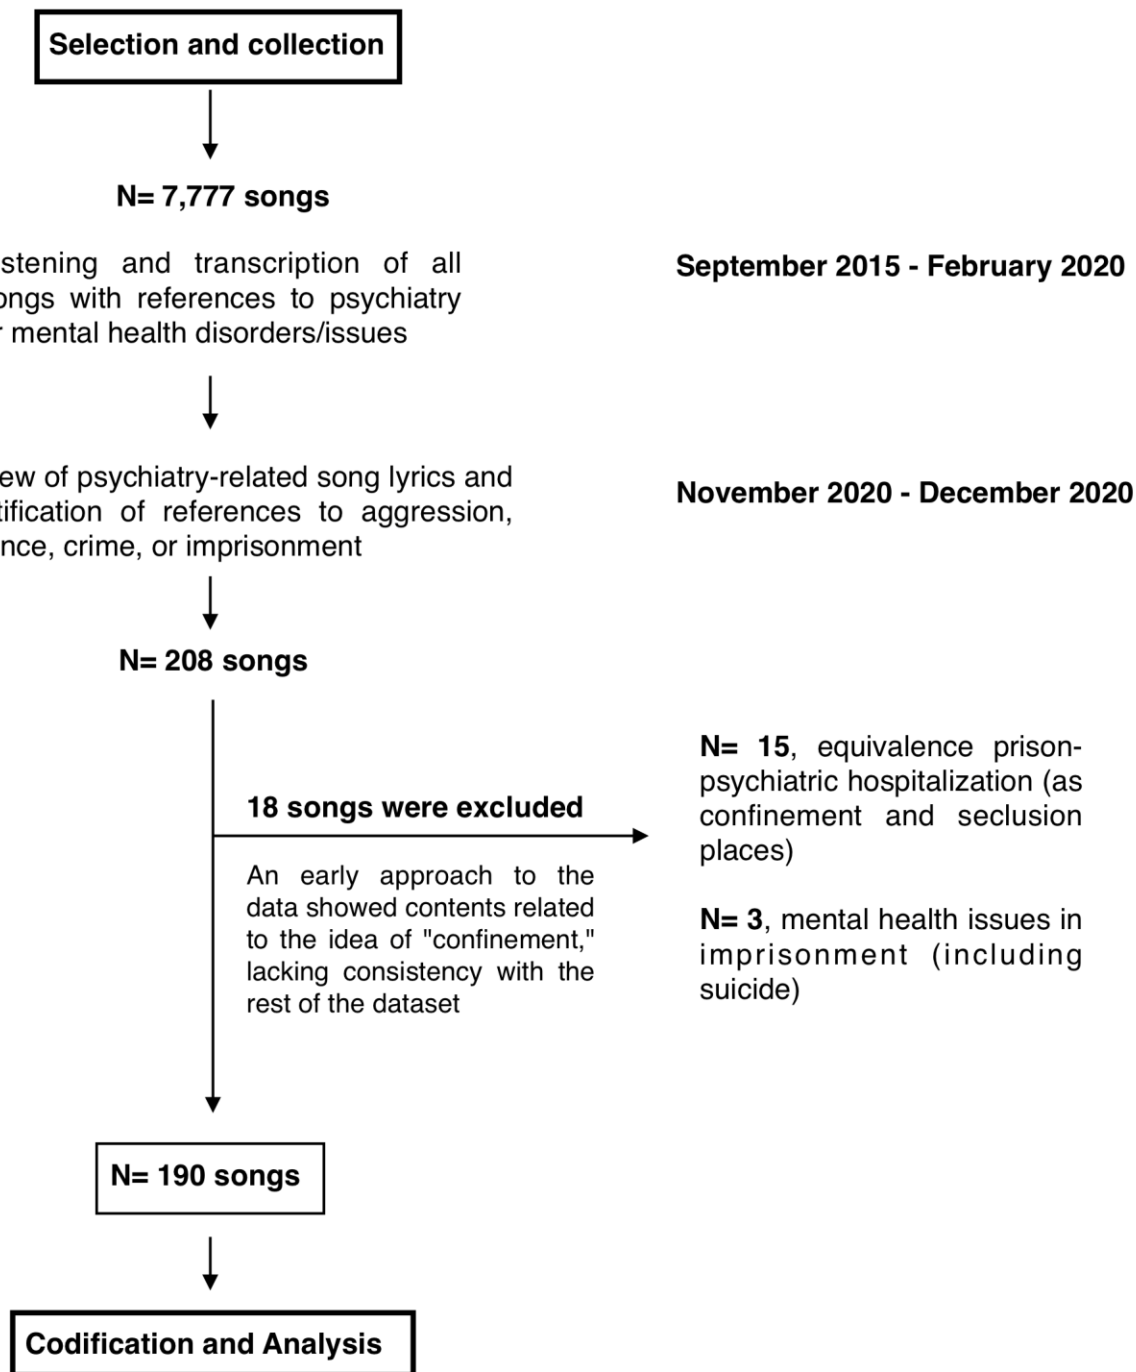 Selection and collection
N= 7,777 songs
stening and transcription of all
ongs with references to psychiatry
mental health disorders/issues
September 2015 - February 2020
ew of psychiatry-related song lyrics and
tification of references to aggression,
nce, crime, or imprisonment
November 2020 - December 2020
N= 208 songs
18 songs were excluded
An early approach to the
data showed contents related
to the idea of "confinement,"
lacking consistency with the
rest of the dataset
N= 15, equivalence prison-
psychiatric hospitalization (as
confinement and seclusion
places)
N= 3, mental health issues in
imprisonment (including
suicide)
N= 190 songs
Codification and Analysis